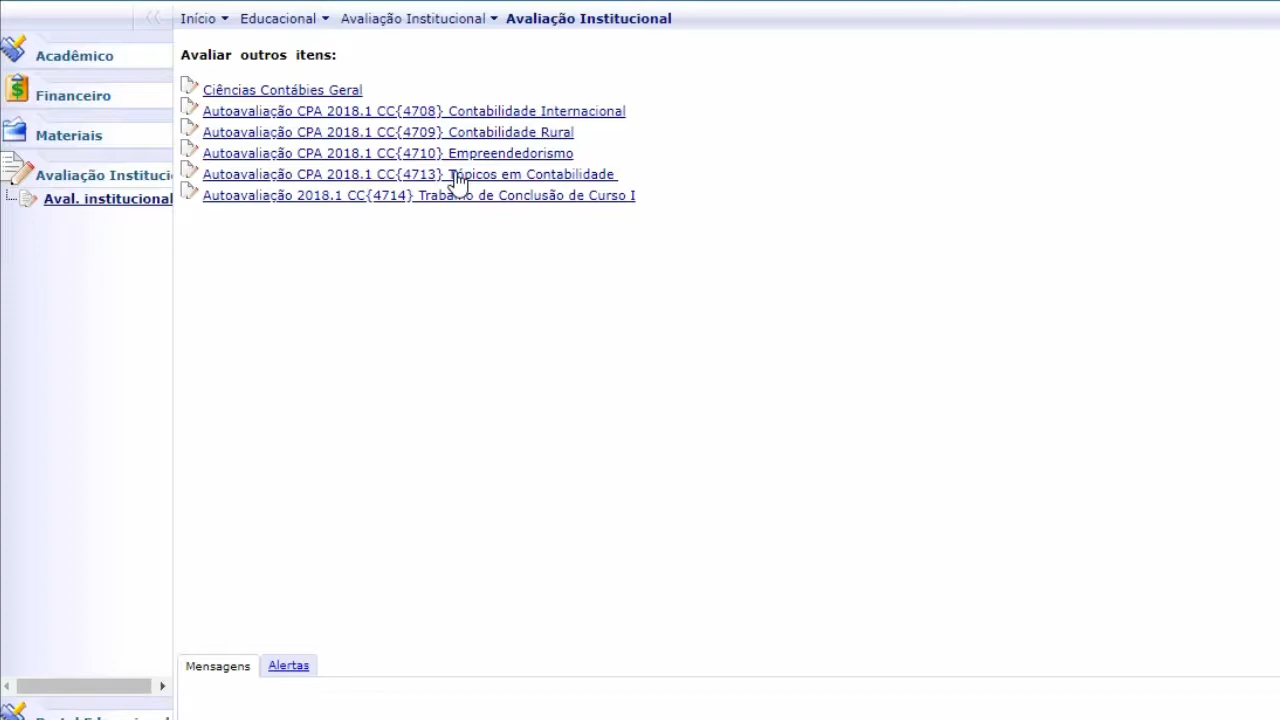 Início Educacional Avaliação Institucional Avaliação Institucional
Acadêmico
Financeiro
Materiais
Avaliação Instituci
Aval. institucional
Avaliar outros itens:
Ciências Contábies Geral
Autoavaliação CPA 2018.1 CC{4708} Contabilidade Internacional
Autoavaliação CPA 2018.1 CC{4709} Contabilidade Rural
Autoavaliação CPA 2018.1 CC{4710} Empreendedorismo
Autoavaliação CPA 2018.1 CC{4713} Tópicos em Contabilidade
Autoavaliação 2018.1 CC{4714} Trabalho de Conclusão de Curso I
Mensagens Alertas